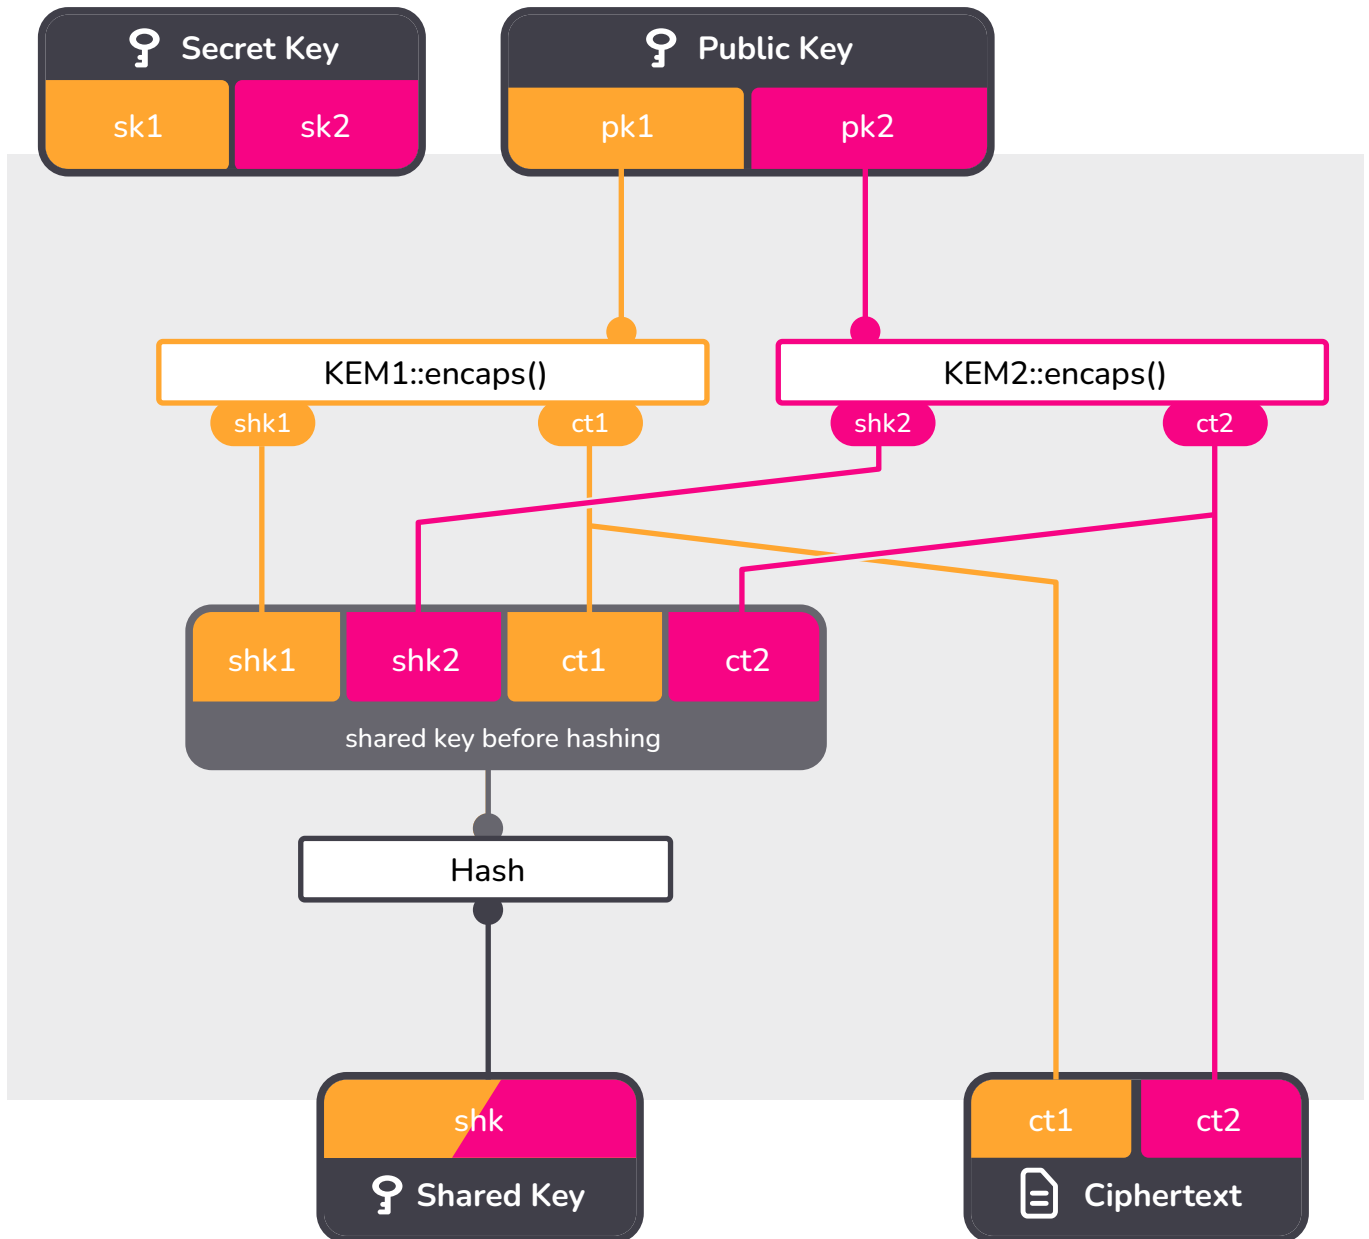 Secret Key
Public Key
sk1
sk2
pk1
pk2
KEM1::encaps()
KEM2::encaps()
shk1
ct1
shk2
ct2
shk1
shk2
ct1
ct2
shared key before hashing
Hash
shk
Shared Key
ct1
ct2
Ciphertext